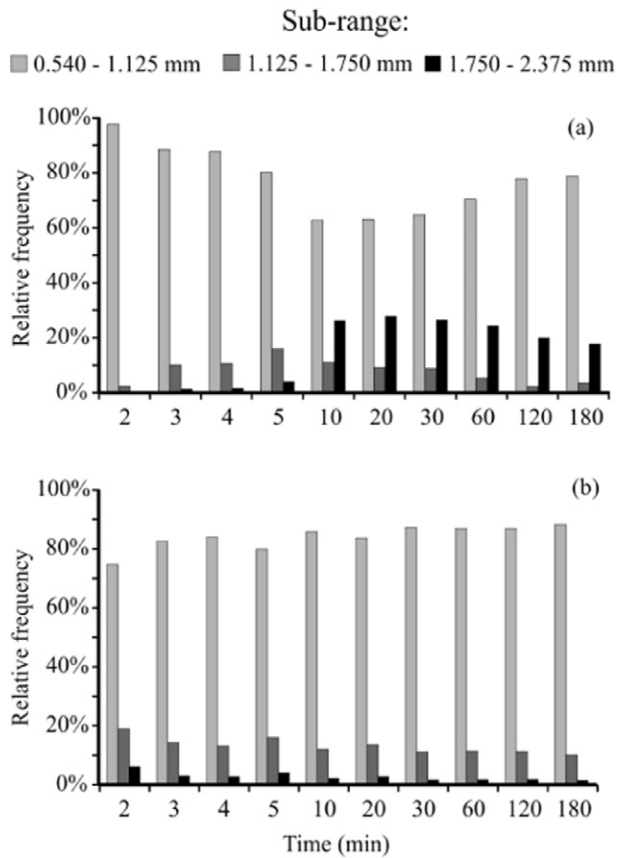 Sub-range:
0.540 - 1.125 mm 1.125 - 1.750 mm 1.750 - 2.375 mm
(a)
Relative frequency
100%
80%
60%
40%
20%
0%
2 3 4 5 10 20 30 60 120 180
(b)
Relative frequency
100%
80%
60%
40%
20%
0%
2 3 4 5 10 20 30 60 120 180
Time (min)